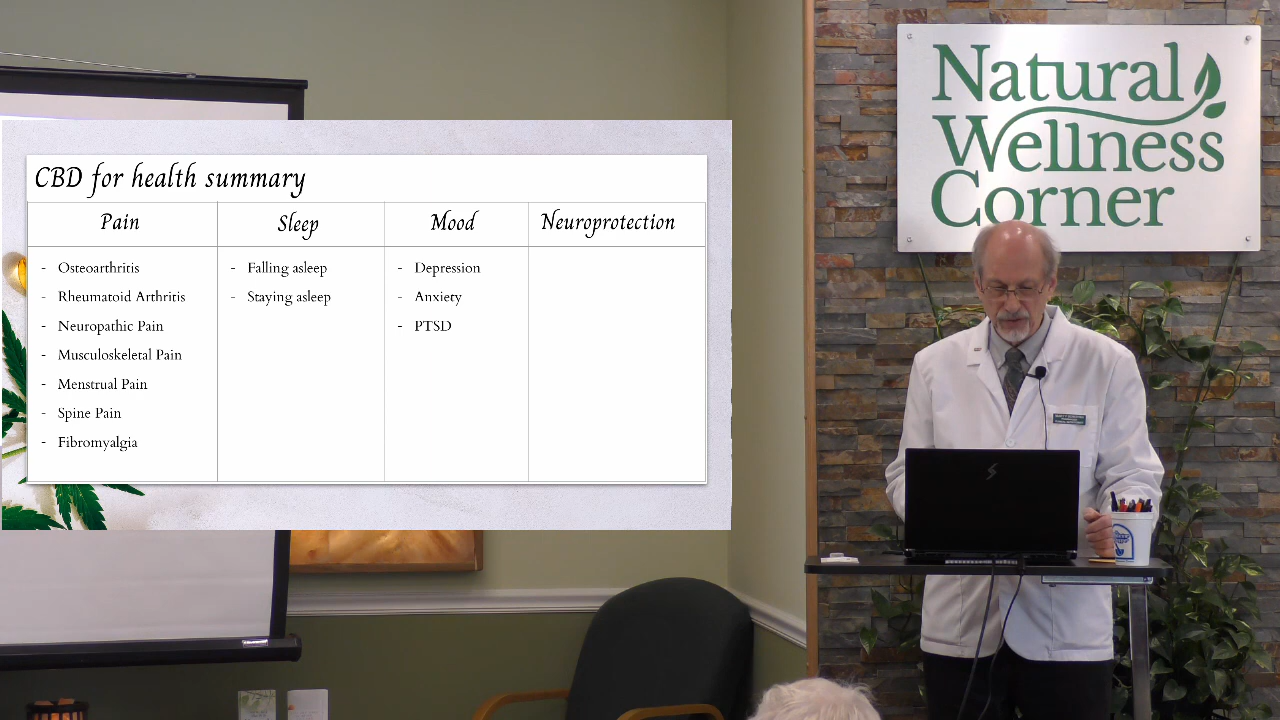 CBD for health summary
Pain
Sleep
Mood
Neuroprotection
- Osteoarthritis
- Rheumatoid Arthritis
- Neuropathic Pain
- Musculoskeletal Pain
- Menstrual Pain
- Spine Pain
- Fibromyalgia
- Falling asleep
- Staying asleep
- Depression
- Anxiety
- PTSD
Natural
Wellness
Corner